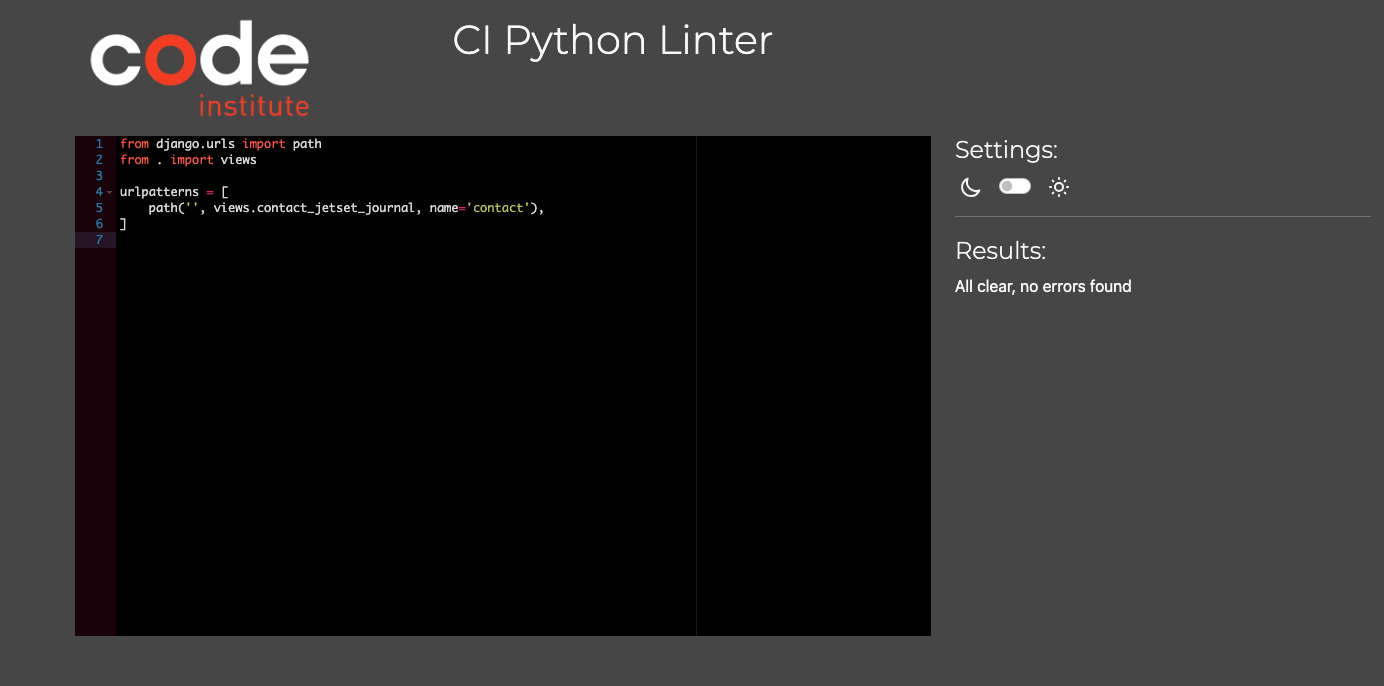 code
institute
CI Python Linter
1 from django.urls import path
2 from . import views
3
4 urlpatterns = [
5     path('', views.contact_jetset_journal, name='contact'),
6 ]
7
Settings:
Results:
All clear, no errors found